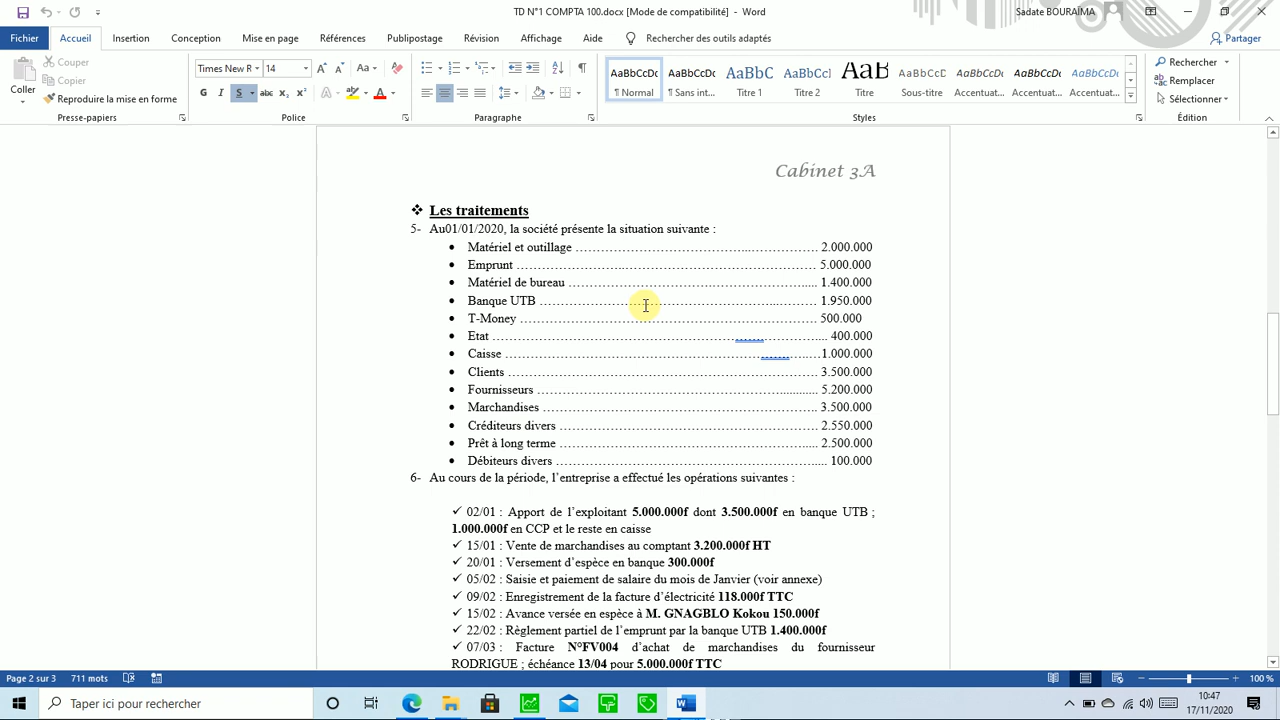 TD N°1 COMPTA 100.docx [Mode de compatibilité] - Word
Sadate BOURAÏMA
Fichier Accueil Insertion Conception Mise en page Références Publipostage Révision Affichage Aide Rechercher des outils adaptés Partager
Coller
Couper
Copier
Reproduire la mise en forme
Presse-papiers
Times New R 14
G I S abc x₂ x²
Police
Paragraphe
AaBbCcDc AaBbCcDc AaBbC AaBbCcI AaB AaBbCcD AaBbCcDc AaBbCcDc AaBbCcDc
¶ Normal ¶ Sans int... Titre 1 Titre 2 Titre Sous-titre Accentuat... Accentuat... Accentuat...
Styles
Rechercher
Remplacer
Sélectionner
Édition
Cabinet 3A
❖ Les traitements
5- Au01/01/2020, la société présente la situation suivante :
• Matériel et outillage ……………………………………………… 2.000.000
• Emprunt ……………………………………………… 5.000.000
• Matériel de bureau ……………………………………………… 1.400.000
• Banque UTB ……………………………………………… 1.950.000
• T-Money ……………………………………………… 500.000
• Etat ……………………………………………… 400.000
• Caisse ……………………………………………… 1.000.000
• Clients ……………………………………………… 3.500.000
• Fournisseurs ……………………………………………… 5.200.000
• Marchandises ……………………………………………… 3.500.000
• Créditeurs divers ……………………………………………… 2.550.000
• Prêt à long terme ……………………………………………… 2.500.000
• Débiteurs divers ……………………………………………… 100.000
6- Au cours de la période, l’entreprise a effectué les opérations suivantes :
✓ 02/01 : Apport de l’exploitant 5.000.000f dont 3.500.000f en banque UTB ;
1.000.000f en CCP et le reste en caisse
✓ 15/01 : Vente de marchandises au comptant 3.200.000f HT
✓ 20/01 : Versement d’espèce en banque 300.000f
✓ 05/02 : Saisie et paiement de salaire du mois de Janvier (voir annexe)
✓ 09/02 : Enregistrement de la facture d’électricité 118.000f TTC
✓ 15/02 : Avance versée en espèce à M. GNAGBLO Kokou 150.000f
✓ 22/02 : Règlement partiel de l’emprunt par la banque UTB 1.400.000f
✓ 07/03 : Facture N°FV004 d’achat de marchandises du fournisseur
RODRIGUE ; échéance 13/04 pour 5.000.000f TTC
Page 2 sur 3 711 mots 100 %
Taper ici pour rechercher
10:47
17/11/2020